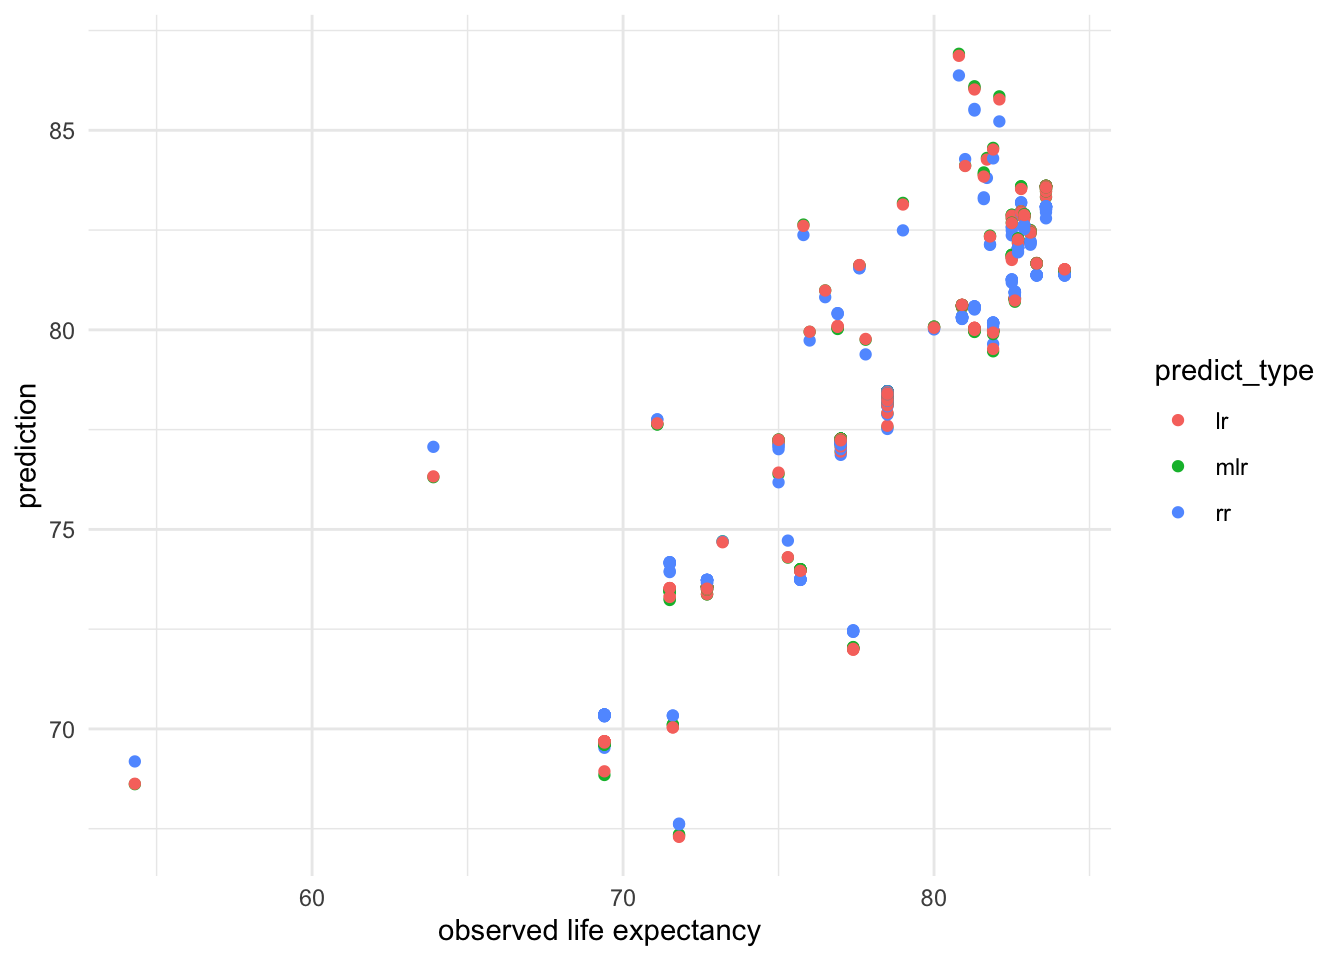 85
80
75
70
prediction
60
70
80
observed life expectancy
predict_type
lr
mlr
rr